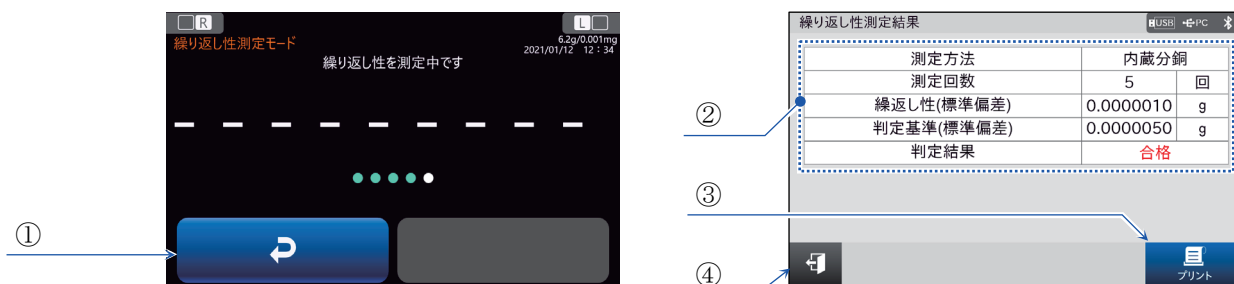 R
L
繰り返し性測定モード
6.2g/0.001mg
2021/01/12 12：34
繰り返し性を測定中です
①
繰り返し性測定結果
USB PC
測定方法 内蔵分銅
測定回数 5 回
繰返し性(標準偏差) 0.0000010 g
判定基準(標準偏差) 0.0000050 g
判定結果 合格
②
③
④
プリント